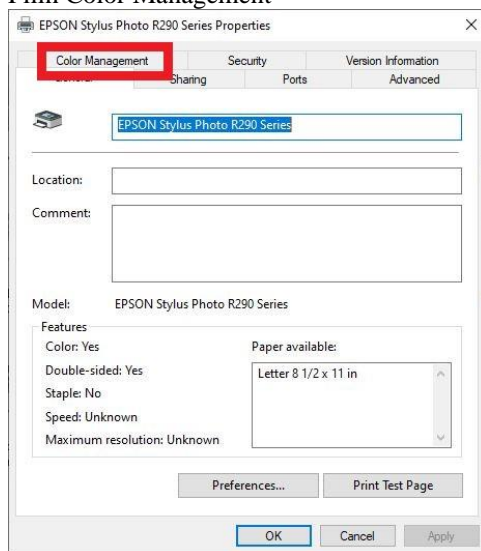 Color Management
EPSON Stylus Photo R290 Series Properties
Color Management Security Version Information
Sharing Ports Advanced
EPSON Stylus Photo R290 Series
Location:
Comment:
Model: EPSON Stylus Photo R290 Series
Features
Color: Yes Paper available:
Double-sided: Yes Letter 8 1/2 x 11 in
Staple: No
Speed: Unknown
Maximum resolution: Unknown
Preferences... Print Test Page
OK Cancel Apply